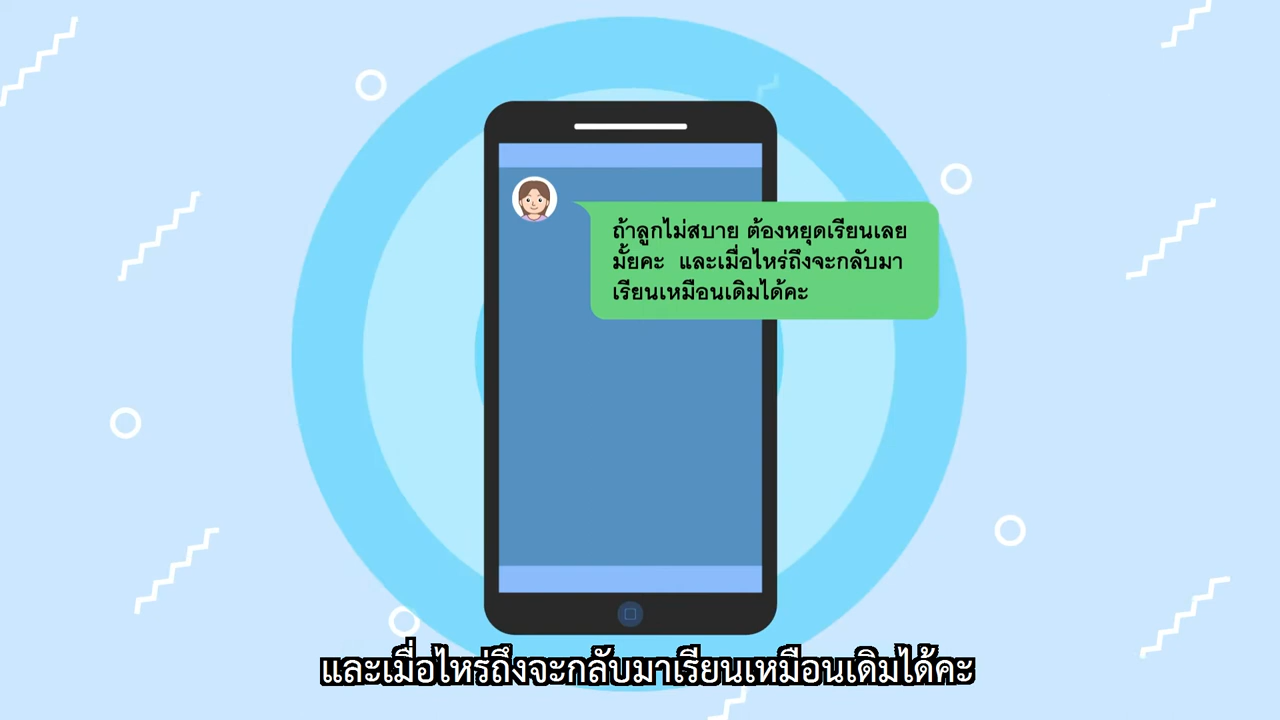 ถ้าลูกไม่สบาย ต้องหยุดเรียนเลย
มั้ยคะ และเมื่อไหร่ถึงจะกลับมา
เรียนเหมือนเดิมได้คะ
และเมื่อไหร่ถึงจะกลับมาเรียนเหมือนเดิมได้คะ